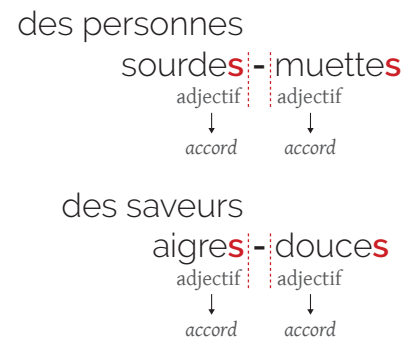 des personnes
sourdes-muettes
adjectif adjectif
accord accord
des saveurs
aigres-douces
adjectif adjectif
accord accord